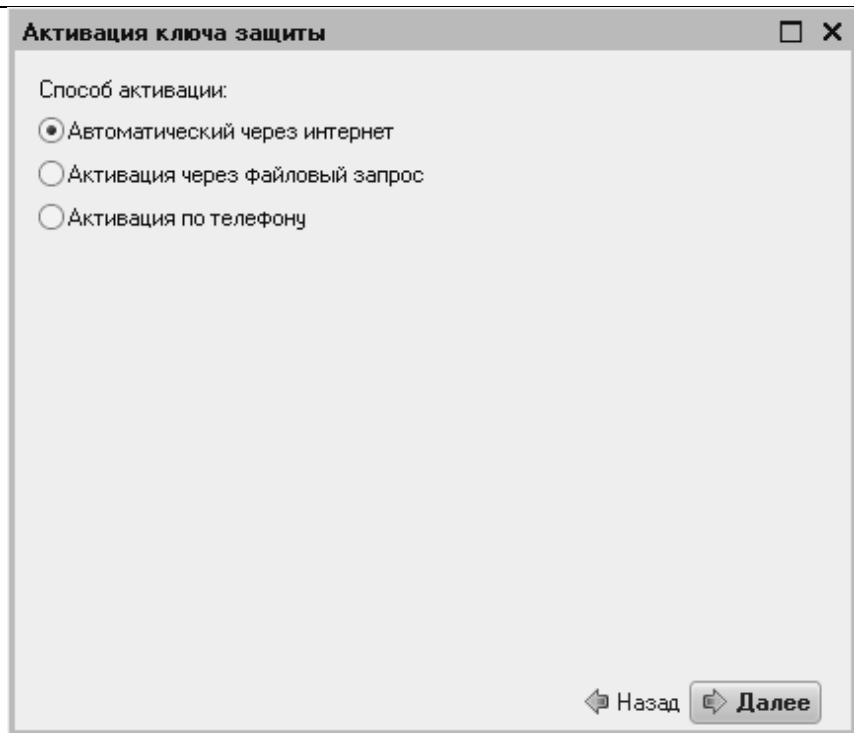 Активация ключа защиты
Способ активации:
Автоматический через интернет
Активация через файловый запрос
Активация по телефону
Назад Далее